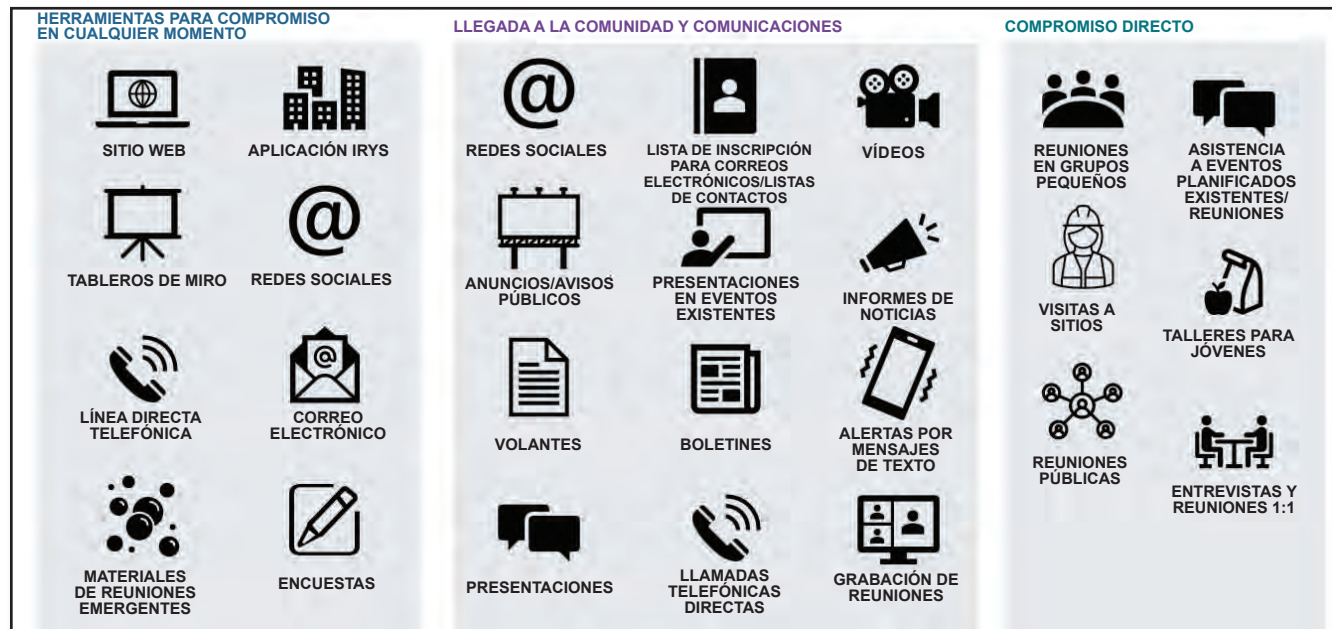 HERRAMIENTAS PARA COMPROMISO
EN CUALQUIER MOMENTO
SITIO WEB
APLICACIÓN IRYS
TABLEROS DE MIRO
REDES SOCIALES
LÍNEA DIRECTA
TELEFÓNICA
CORREO
ELECTRÓNICO
MATERIALES
DE REUNIONES
EMERGENTES
ENCUESTAS
LLEGADA A LA COMUNIDAD Y COMUNICACIONES
REDES SOCIALES
LISTA DE INSCRIPCIÓN
PARA CORREOS
ELECTRÓNICOS/LISTAS
DE CONTACTOS
VÍDEOS
ANUNCIOS/AVISOS
PÚBLICOS
PRESENTACIONES
EN EVENTOS
EXISTENTES
INFORMES DE
NOTICIAS
VOLANTES
BOLETINES
ALERTAS POR
MENSAJES
DE TEXTO
PRESENTACIONES
LLAMADAS
TELEFÓNICAS
DIRECTAS
GRABACIÓN DE
REUNIONES
COMPROMISO DIRECTO
REUNIONES
EN GRUPOS
PEQUEÑOS
ASISTENCIA
A EVENTOS
PLANIFICADOS
EXISTENTES/
REUNIONES
VISITAS A
SITIOS
TALLERES PARA
JÓVENES
REUNIONES
PÚBLICAS
ENTREVISTAS Y
REUNIONES 1:1